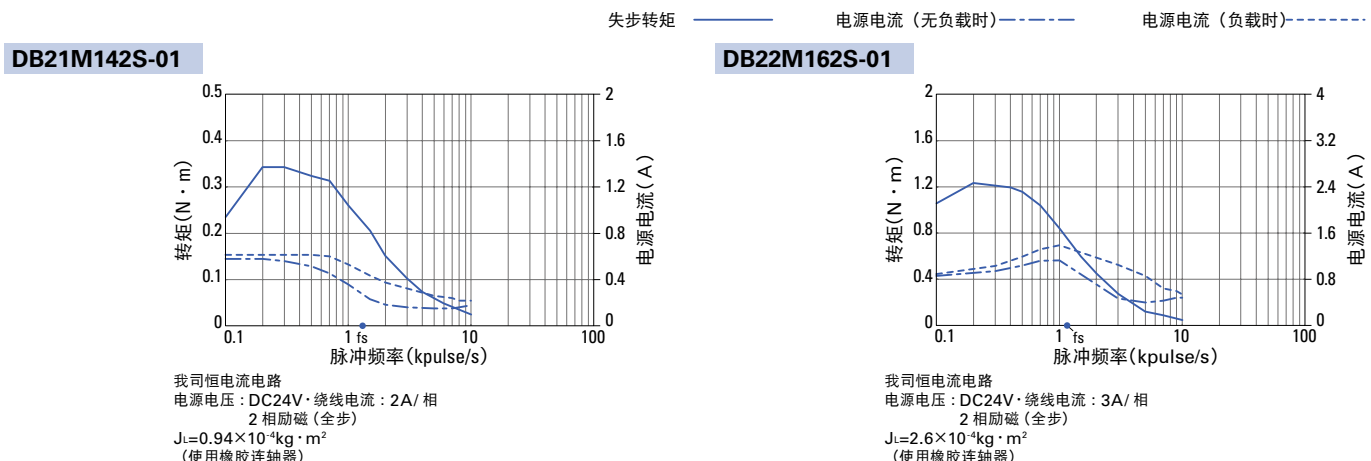 失步转矩 电源电流（无负载时） 电源电流（负载时）
DB21M142S-01
0.5
0.4
0.3
0.2
0.1
0
转矩(N・m)
2
1.6
1.2
0.8
0.4
0
电源电流(A)
0.1 1 fs 10 100
脉冲频率(kpulse/s)
我司恒电流电路
电源电压：DC24V・绕线电流：2A/ 相
2 相励磁（全步）
JL=0.94×10-4kg・m²
（使用橡胶连轴器）
DB22M162S-01
2
1.6
1.2
0.8
0.4
0
转矩(N・m)
4
3.2
2.4
1.6
0.8
0
电源电流(A)
0.1 1 fs 10 100
脉冲频率(kpulse/s)
我司恒电流电路
电源电压：DC24V・绕线电流：3A/ 相
2 相励磁（全步）
JL=2.6×10-4kg・m²
（使用橡胶连轴器）